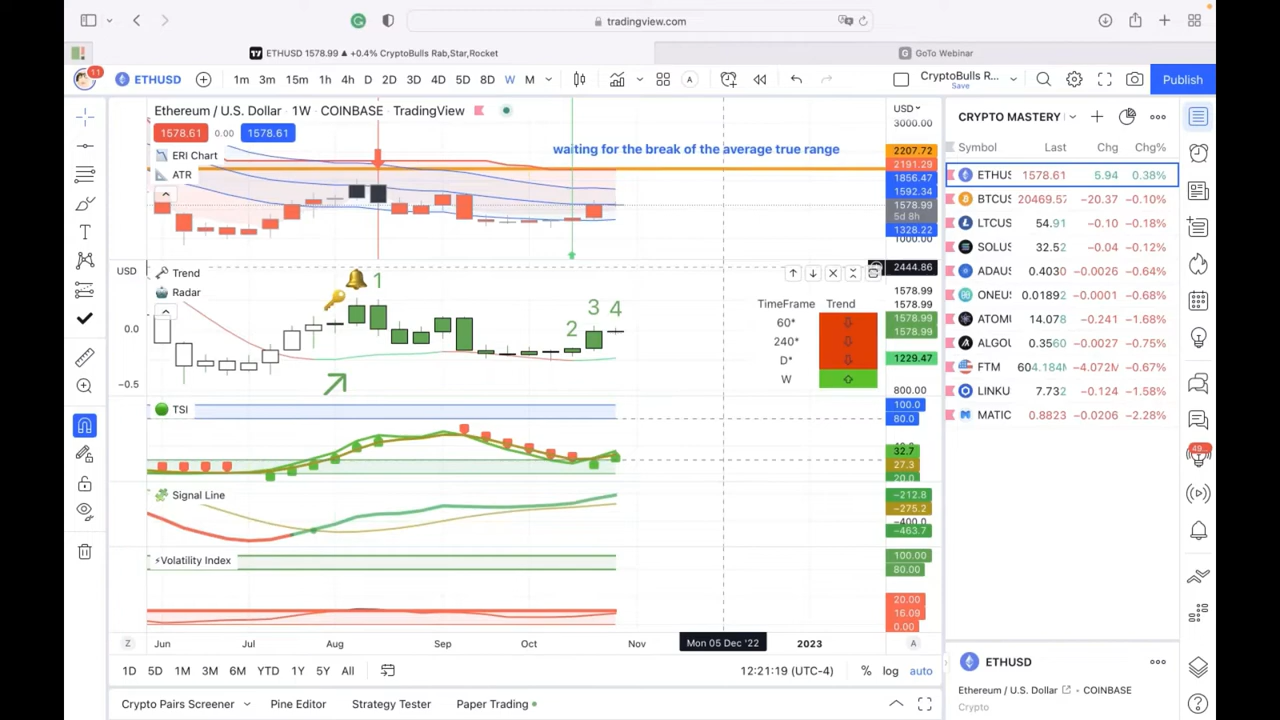 tradingview.com
ETHUSD 1578.99 ▲ +0.4% CryptoBulls Rab,Star,Rocket
GoTo Webinar
11 ETHUSD 1m 3m 15m 1h 4h D 2D 3D 4D 5D 8D W M CryptoBulls R... Save Publish
Ethereum / U.S. Dollar · 1W · COINBASE TradingView
USD
3000.00
1578.61 0.00 1578.61
ERI Chart
ATR
waiting for the break of the average true range
2207.72
2191.29
1856.47
1592.34
1578.99
5d 8h
1328.22
1000.00
USD
Trend
Radar
0.0
−0.5
1
2
3 4
TimeFrame Trend
60*
240*
D*
W
2444.86
1578.99
1578.99
1578.99
1578.99
1229.47
800.00
TSI
100.0
80.0
32.7
27.3
20.0
Signal Line
−212.8
−275.2
−400.0
−463.7
⚡Volatility Index
100.00
80.00
20.00
16.09
0.00
Z Jun Jul Aug Sep Oct Nov Mon 05 Dec '22 2023 A
1D 5D 1M 3M 6M YTD 1Y 5Y All 12:21:19 (UTC-4) % log auto
Crypto Pairs Screener Pine Editor Strategy Tester Paper Trading
CRYPTO MASTERY
Symbol Last Chg Chg%
ETHUS 1578.61 5.94 0.38%
BTCUS 20469.57 −20.37 −0.10%
LTCUS 54.91 −0.10 −0.18%
SOLUS 32.52 −0.04 −0.12%
ADAUS 0.4030 −0.0026 −0.64%
ONEUS 0.01892 −0.0001 −0.68%
ATOMU 14.078 −0.241 −1.68%
ALGOU 0.3560 −0.0027 −0.75%
FTM 604.184M −4.072M −0.67%
LINKU 7.732 −0.124 −1.58%
MATIC 0.8823 −0.0206 −2.28%
ETHUSD
Ethereum / U.S. Dollar · COINBASE
Crypto